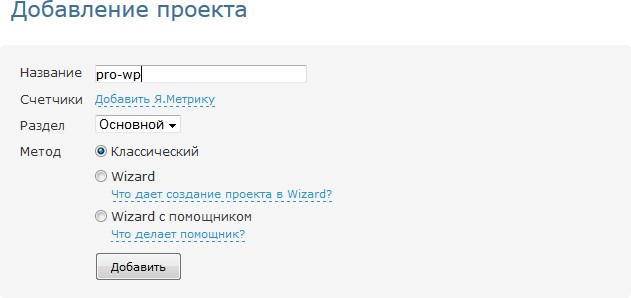 Добавление проекта
Название pro-wp
Счетчики Добавить Я.Метрику
Раздел Основной
Метод Классический
Wizard
Что дает создание проекта в Wizard?
Wizard с помощником
Что делает помощник?
Добавить